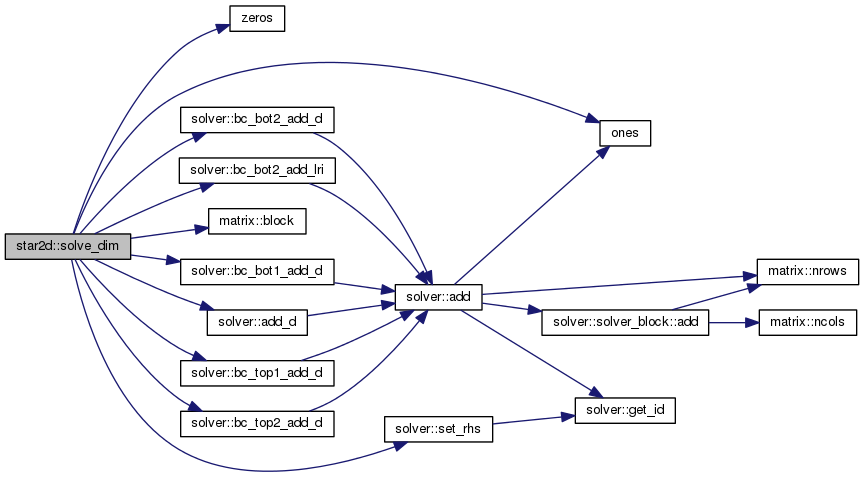 zeros
solver::bc_bot2_add_d
ones
solver::bc_bot2_add_lri
matrix::block
star2d::solve_dim
solver::bc_bot1_add_d
matrix::nrows
solver::add
solver::add_d
solver::solver_block::add
matrix::ncols
solver::bc_top1_add_d
solver::get_id
solver::bc_top2_add_d
solver::set_rhs